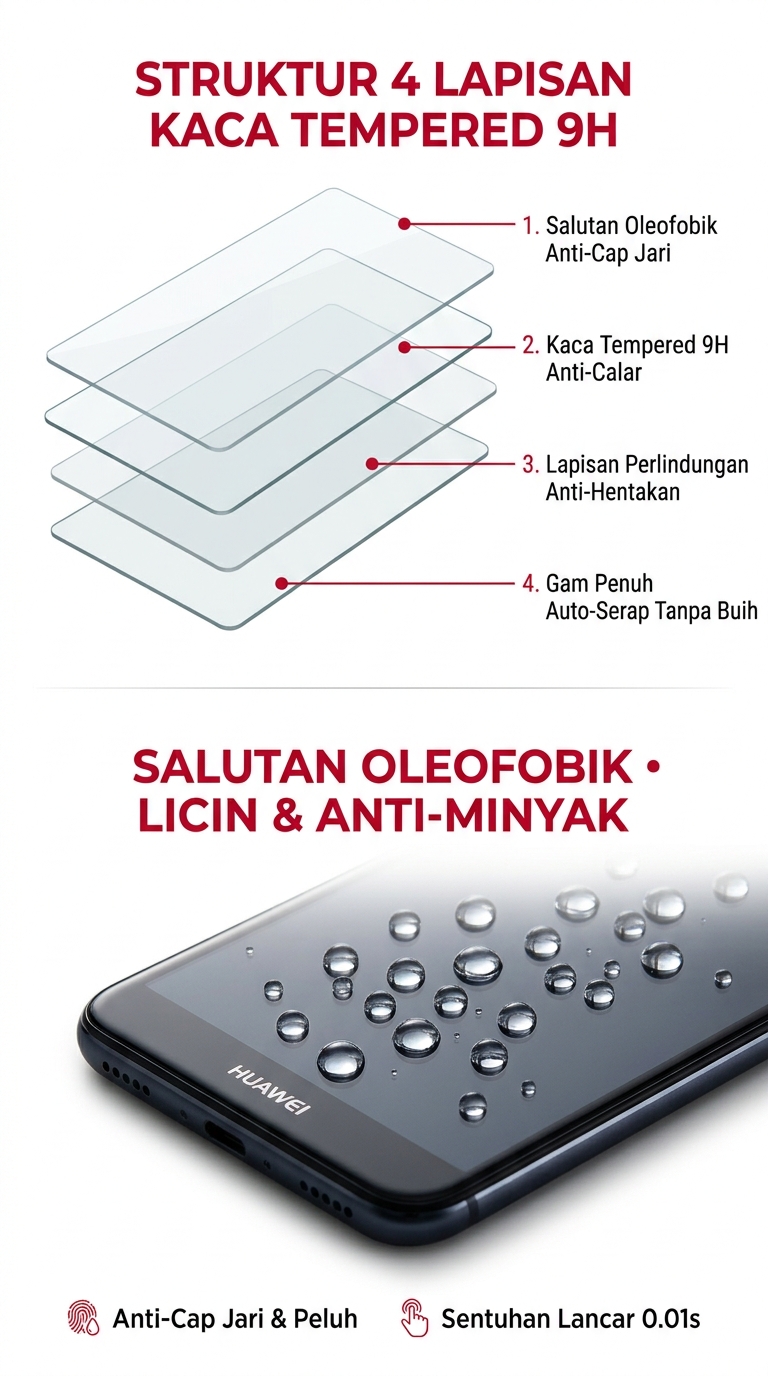 STRUKTUR 4 LAPISAN
KACA TEMPERED 9H
1. Salutan Oleofobik
Anti-Cap Jari
2. Kaca Tempered 9H
Anti-Calar
3. Lapisan Perlindungan
Anti-Hentakan
4. Gam Penuh
Auto-Serap Tanpa Buih
SALUTAN OLEOFOBIK •
LICIN & ANTI-MINYAK
HUAWEI
Anti-Cap Jari & Peluh
Sentuhan Lancar 0.01s